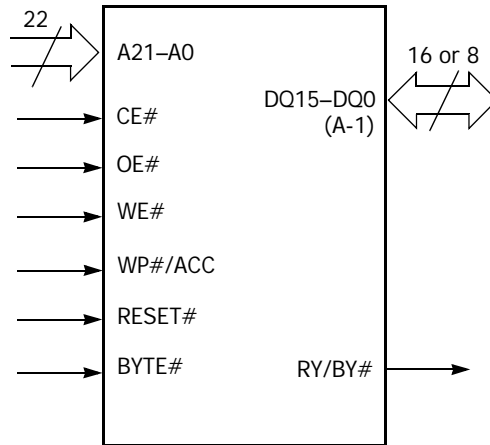 22
A21–A0
16 or 8
DQ15–DQ0
(A-1)
CE#
OE#
WE#
WP#/ACC
RESET#
BYTE#
RY/BY#